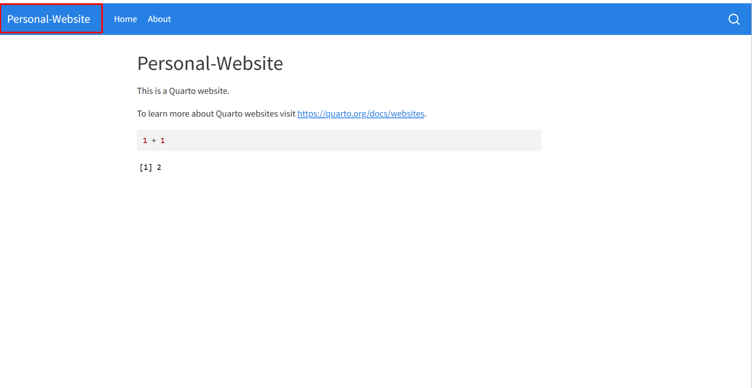 Personal-Website Home About
Personal-Website
This is a Quarto website.
To learn more about Quarto websites visit https://quarto.org/docs/websites.
1 + 1
[1] 2